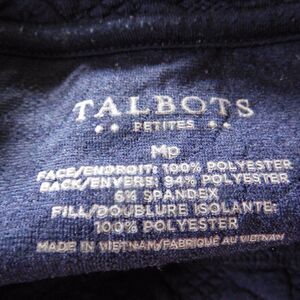 TALBOTS
PETITES
Mp
FACE/ENDROIT: 100% POLYESTER
BACK/ENVERS: 94% POLYESTER
6% SPANDEX
FILL/DOUBLURE ISOLANTE:
100% POLYESTER
MADE IN VIETNAM/FABRIQUÉ AU VIETNAM